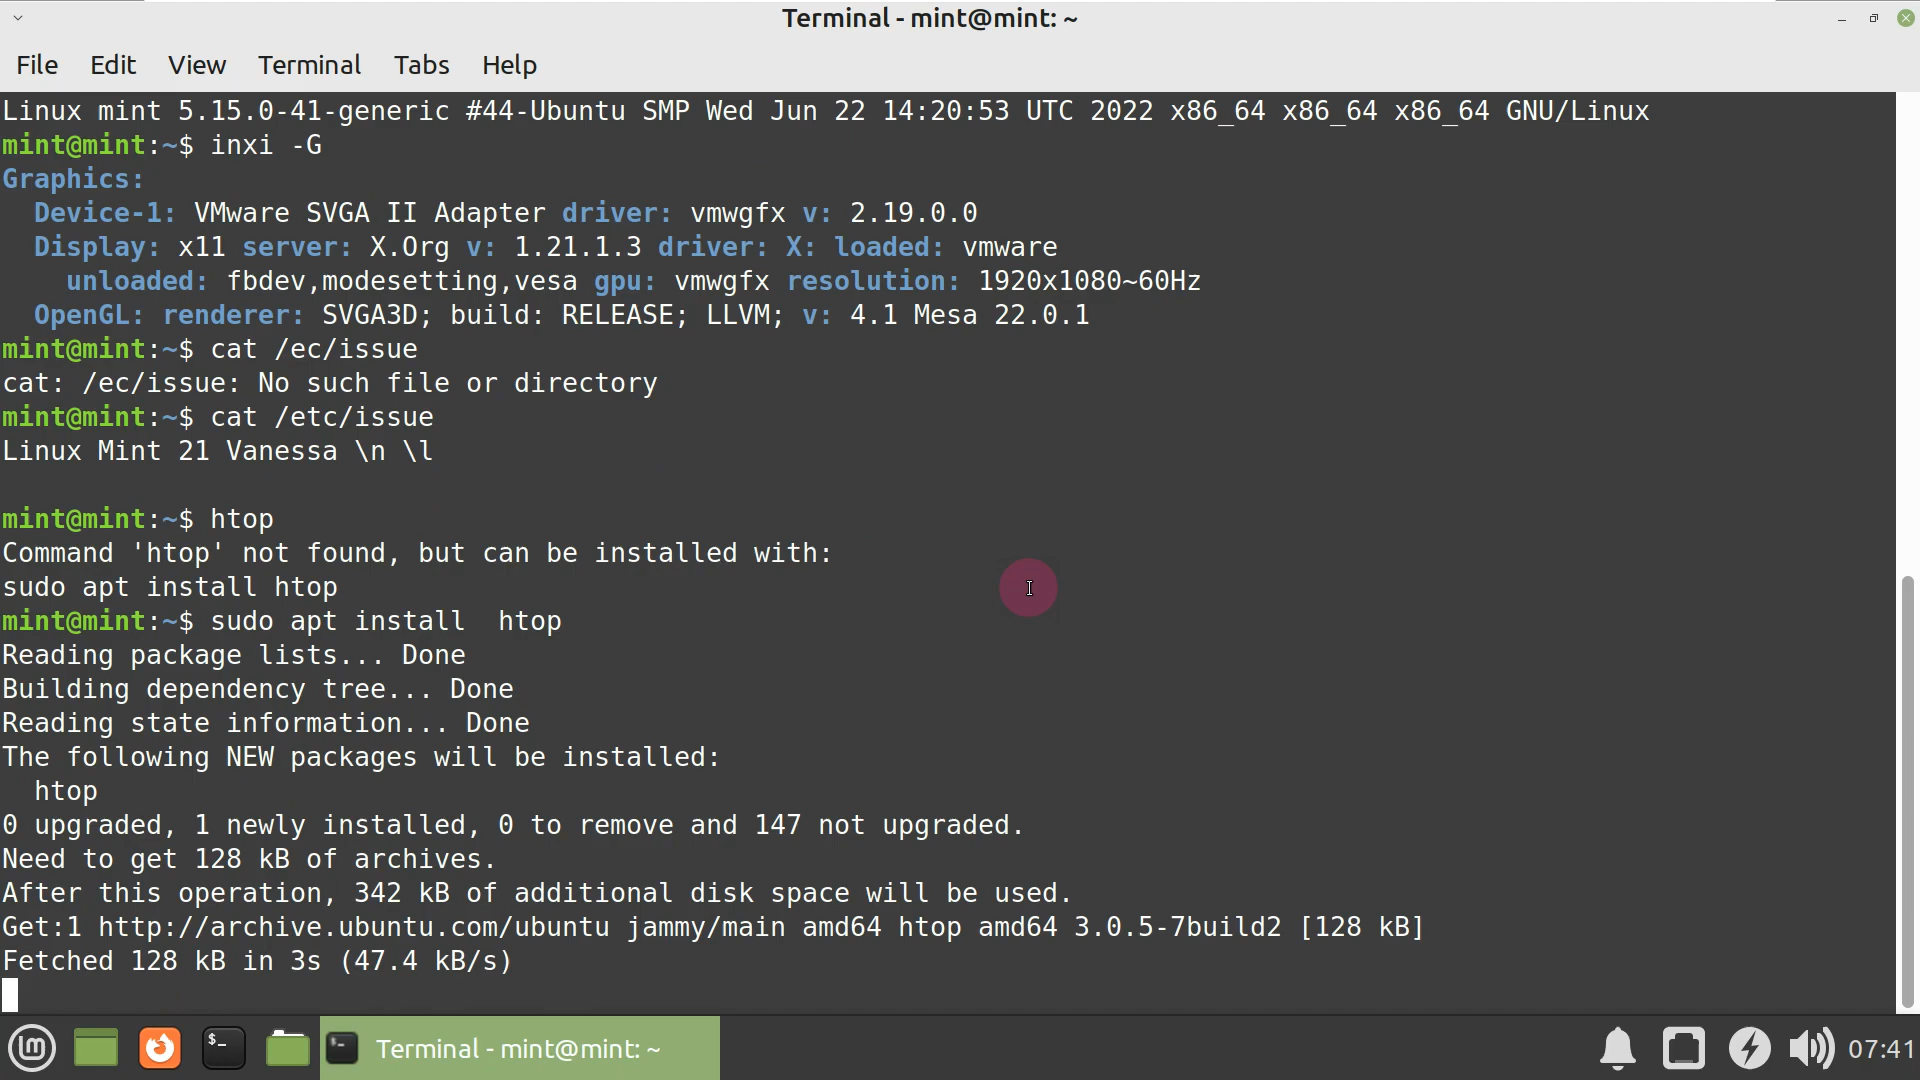 Terminal - mint@mint: ~
File Edit View Terminal Tabs Help
Linux mint 5.15.0-41-generic #44-Ubuntu SMP Wed Jun 22 14:20:53 UTC 2022 x86_64 x86_64 x86_64 GNU/Linux
mint@mint:~$ inxi -G
Graphics:
  Device-1: VMware SVGA II Adapter driver: vmwgfx v: 2.19.0.0
  Display: x11 server: X.Org v: 1.21.1.3 driver: X: loaded: vmware
    unloaded: fbdev,modesetting,vesa gpu: vmwgfx resolution: 1920x1080~60Hz
  OpenGL: renderer: SVGA3D; build: RELEASE; LLVM; v: 4.1 Mesa 22.0.1
mint@mint:~$ cat /ec/issue
cat: /ec/issue: No such file or directory
mint@mint:~$ cat /etc/issue
Linux Mint 21 Vanessa \n \l
mint@mint:~$ htop
Command 'htop' not found, but can be installed with:
sudo apt install htop
mint@mint:~$ sudo apt install  htop
Reading package lists... Done
Building dependency tree... Done
Reading state information... Done
The following NEW packages will be installed:
  htop
0 upgraded, 1 newly installed, 0 to remove and 147 not upgraded.
Need to get 128 kB of archives.
After this operation, 342 kB of additional disk space will be used.
Get:1 http://archive.ubuntu.com/ubuntu jammy/main amd64 htop amd64 3.0.5-7build2 [128 kB]
Fetched 128 kB in 3s (47.4 kB/s)
Terminal - mint@mint: ~ 07:41